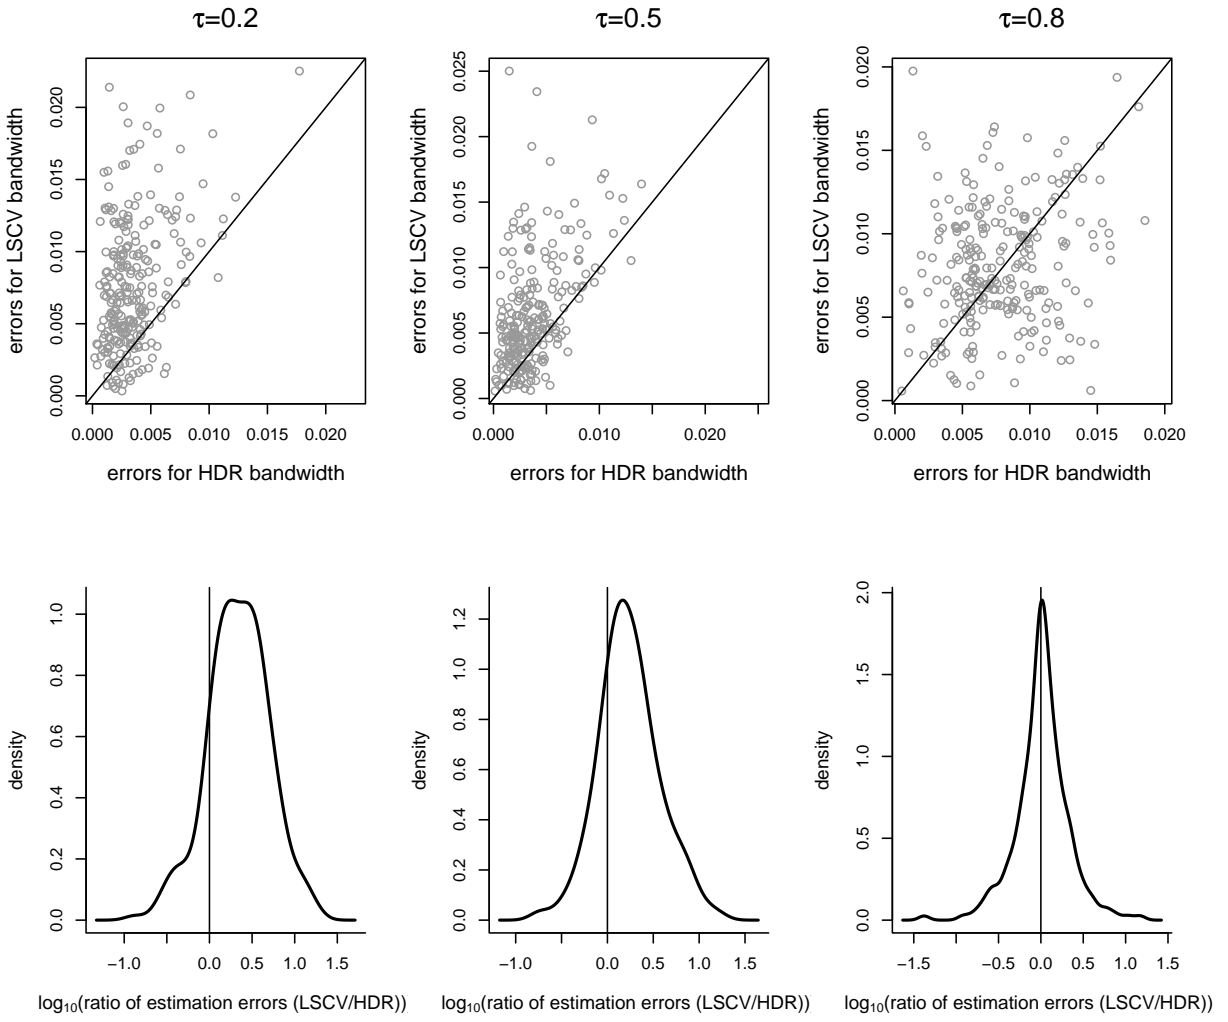 τ=0.2
τ=0.5
τ=0.8
errors for LSCV bandwidth
0.000 0.005 0.010 0.015 0.020
0.000 0.005 0.010 0.015 0.020
errors for HDR bandwidth
errors for LSCV bandwidth
0.000 0.005 0.010 0.015 0.020 0.025
0.000 0.010 0.020
errors for HDR bandwidth
errors for LSCV bandwidth
0.000 0.005 0.010 0.015 0.020
0.000 0.005 0.010 0.015 0.020
errors for HDR bandwidth
density
0.0 0.2 0.4 0.6 0.8 1.0
−1.0 0.0 0.5 1.0 1.5
log₁₀(ratio of estimation errors (LSCV/HDR))
density
0.0 0.2 0.4 0.6 0.8 1.0 1.2
−1.0 0.0 0.5 1.0 1.5
log₁₀(ratio of estimation errors (LSCV/HDR))
density
0.0 0.5 1.0 1.5 2.0
−1.5 −0.5 0.0 0.5 1.0 1.5
log₁₀(ratio of estimation errors (LSCV/HDR))